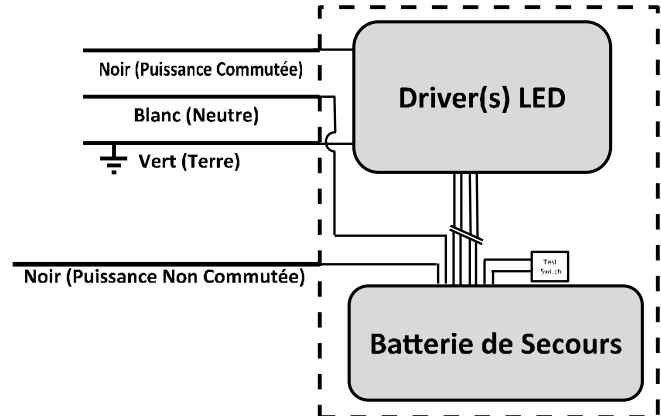 Noir (Puissance Commutée)
Driver(s) LED
Blanc (Neutre)
Vert (Terre)
Noir (Puissance Non Commutée)
Test
Switch
Batterie de Secours